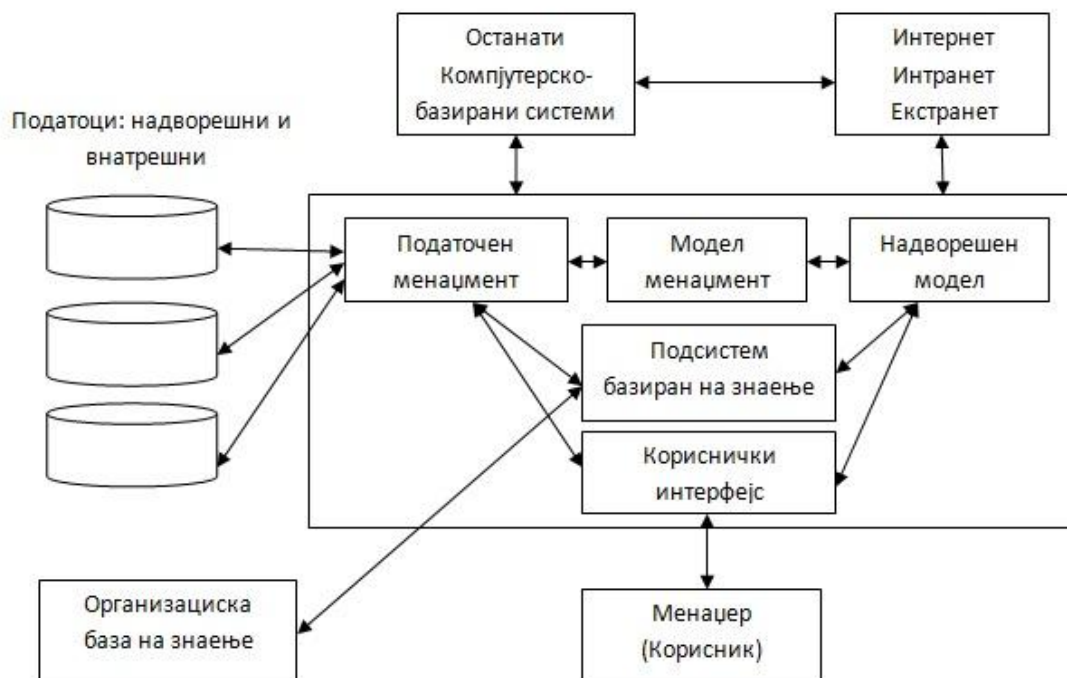 Останати
Компјутерско-
базирани системи
Интернет
Интранет
Екстранет
Податоци: надворешни и
внатрешни
Податочен
менаџмент
Модел
менаџмент
Надворешен
модел
Подсистем
базиран на знаење
Кориснички
интерфејс
Организациска
база на знаење
Менаџер
(Корисник)